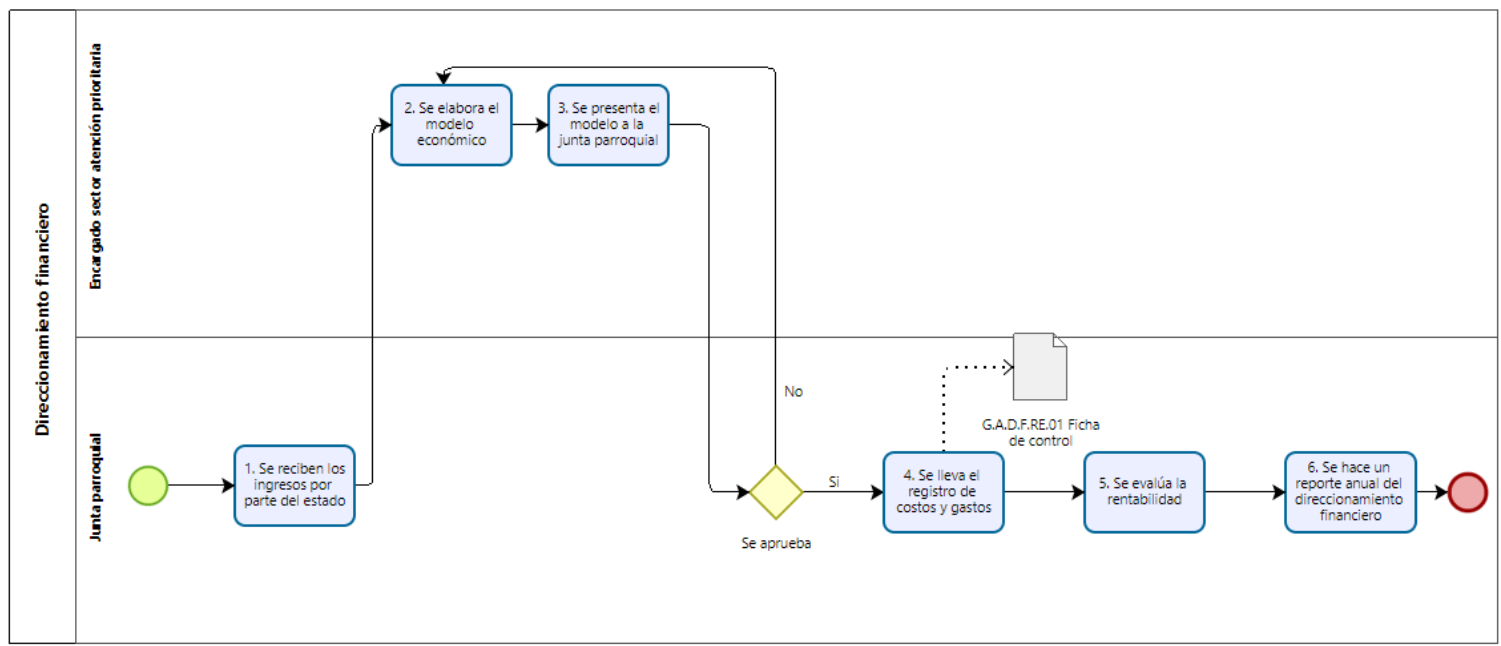 Direccionamiento financiero
Encargado sector atención prioritaria
2. Se elabora el
modelo
económico
3. Se presenta el
modelo a la
junta parroquial
Junta parroquial
1. Se reciben los
ingresos por
parte del estado
No
Se aprueba
Si
G.A.D.F.RE.01 Ficha
de control
4. Se lleva el
registro de
costos y gastos
5. Se evalúa la
rentabilidad
6. Se hace un
reporte anual del
direccionamiento
financiero